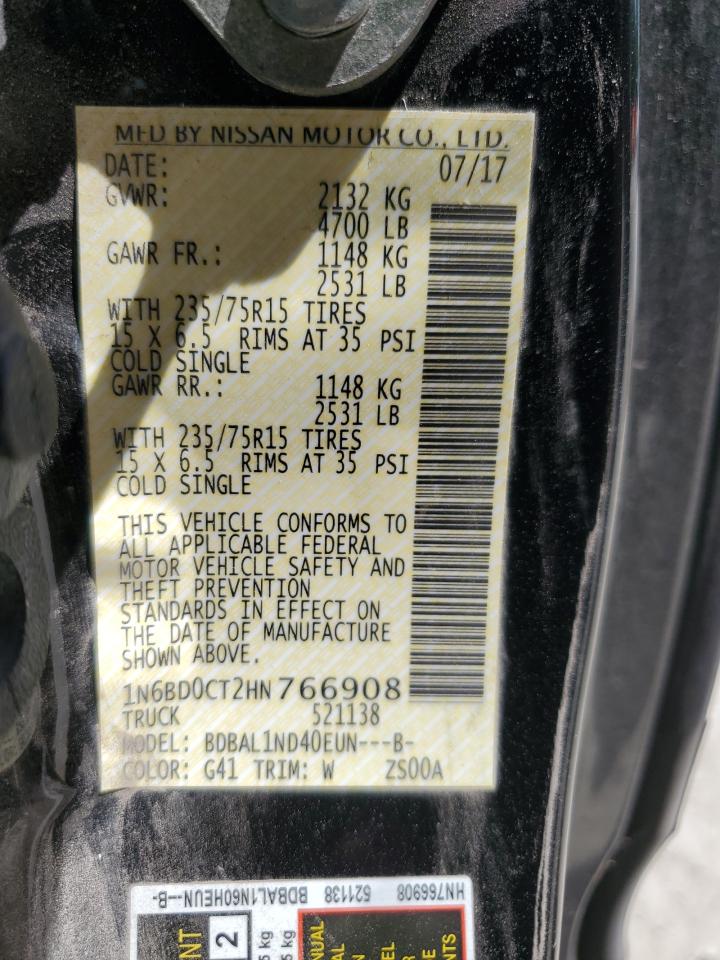 MFD BY NISSAN MOTOR CO., LTD.
DATE: 07/17
GVWR: 2132 KG
4700 LB
GAWR FR.: 1148 KG
2531 LB
WITH 235/75R15 TIRES
15 X 6.5 RIMS AT 35 PSI
COLD SINGLE
GAWR RR.: 1148 KG
2531 LB
WITH 235/75R15 TIRES
15 X 6.5 RIMS AT 35 PSI
COLD SINGLE
THIS VEHICLE CONFORMS TO
ALL APPLICABLE FEDERAL
MOTOR VEHICLE SAFETY AND
THEFT PREVENTION
STANDARDS IN EFFECT ON
THE DATE OF MANUFACTURE
SHOWN ABOVE.
1N6BD0CT2HN766908
TRUCK 521138
MODEL: BDBAL1ND40EUN---B-
COLOR: G41 TRIM: W ZS00A
HN766908 521138 BDBAL1N60HEUN--B-
2